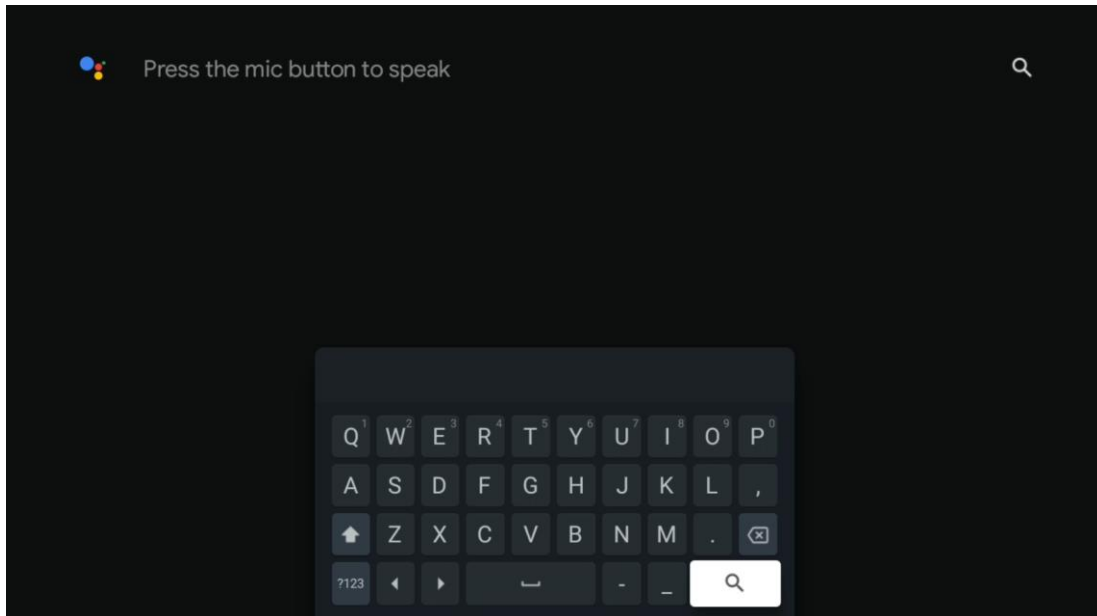 Press the mic button to speak
Q1 W2 E3 R4 T5 Y6 U7 I8 O9 P0
A S D F G H J K L ,
Z X C V B N M .
?123 - _